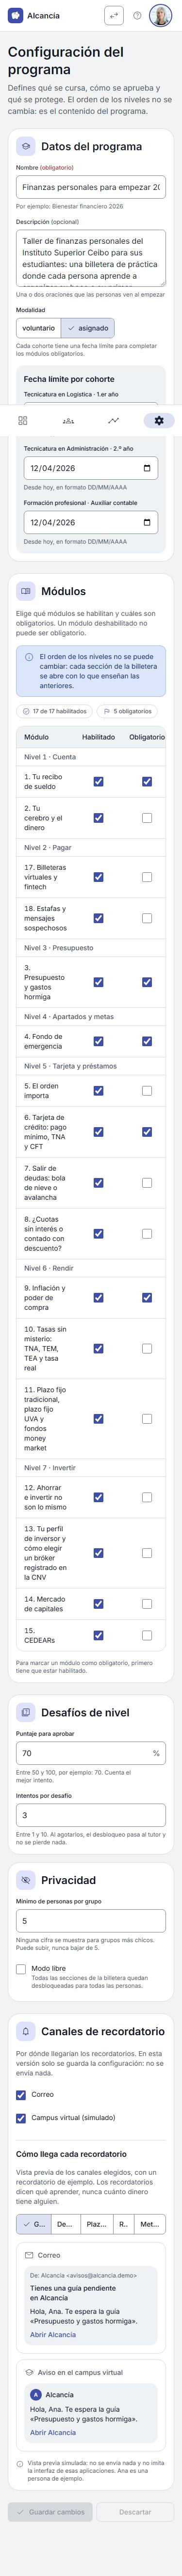 Alcancía
Configuración del
programa
Defines qué se cursa, cómo se aprueba y
qué se protege. El orden de los niveles no se
cambia: es el contenido del programa.
Datos del programa
Nombre (obligatorio)
Finanzas personales para empezar 20
Por ejemplo: Bienestar financiero 2026
Descripción (opcional)
Taller de finanzas personales del
Instituto Superior Ceibo para sus
estudiantes: una billetera de práctica
donde cada persona aprende a
Una o dos oraciones que las personas ven al empezar
Modalidad
voluntario
asignado
Cada cohorte tiene una fecha límite para completar
los módulos obligatorios.
Fecha límite por cohorte
Tecnicatura en Logística · 1.er año
Tecnicatura en Administración · 2.º año
12/04/2026
Desde hoy, en formato DD/MM/AAAA
Formación profesional · Auxiliar contable
12/04/2026
Desde hoy, en formato DD/MM/AAAA
Módulos
Elige qué módulos se habilitan y cuáles son
obligatorios. Un módulo deshabilitado no
puede ser obligatorio.
El orden de los niveles no se puede
cambiar: cada sección de la billetera
se abre con lo que enseñan las
anteriores.
17 de 17 habilitados
5 obligatorios
Módulo
Habilitado
Obligatorio
Nivel 1 · Cuenta
1. Tu recibo
de sueldo
2. Tu
cerebro y el
dinero
Nivel 2 · Pagar
17. Billeteras
virtuales y
fintech
18. Estafas y
mensajes
sospechosos
Nivel 3 · Presupuesto
3.
Presupuesto
y gastos
hormiga
Nivel 4 · Apartados y metas
4. Fondo de
emergencia
Nivel 5 · Tarjeta y préstamos
5. El orden
importa
6. Tarjeta de
crédito: pago
mínimo, TNA
y CFT
7. Salir de
deudas: bola
de nieve o
avalancha
8. ¿Cuotas
sin interés o
contado con
descuento?
Nivel 6 · Rendir
9. Inflación y
poder de
compra
10. Tasas sin
misterio:
TNA, TEM,
TEA y tasa
real
11. Plazo fijo
tradicional,
plazo fijo
UVA y
fondos
money
market
Nivel 7 · Invertir
12. Ahorrar
e invertir no
son lo mismo
13. Tu perfil
de inversor y
cómo elegir
un bróker
registrado en
la CNV
14. Mercado
de capitales
15.
CEDEARs
Para marcar un módulo como obligatorio, primero
tiene que estar habilitado.
Desafíos de nivel
Puntaje para aprobar
70 %
Entre 50 y 100, por ejemplo: 70. Cuenta el
mejor intento.
Intentos por desafío
3
Entre 1 y 10. Al agotarlos, el desbloqueo pasa al tutor y
no se pierde nada.
Privacidad
Mínimo de personas por grupo
5
Ninguna cifra se muestra para grupos más chicos.
Puede subir, nunca bajar de 5.
Modo libre
Todas las secciones de la billetera quedan
desbloqueadas para todas las personas.
Canales de recordatorio
Por dónde llegarán los recordatorios. En esta
versión solo se guarda la configuración: no se
envía nada.
Correo
Campus virtual (simulado)
Cómo llega cada recordatorio
Vista previa de los canales elegidos, con un
recordatorio de ejemplo. Los recordatorios
dicen qué aprender, nunca cuánto dinero
tiene alguien.
G...
De...
Plaz...
R..
Met...
Correo
De: Alcancía <avisos@alcancia.demo>
Tienes una guía pendiente
en Alcancía
Hola, Ana. Te espera la guía
«Presupuesto y gastos hormiga».
Abrir Alcancía
Aviso en el campus virtual
A Alcancía
Hola, Ana. Te espera la guía
«Presupuesto y gastos hormiga».
Abrir Alcancía
Vista previa simulada: no se envía nada y no imita
la interfaz de esas aplicaciones. Ana es una
persona de ejemplo.
Guardar cambios
Descartar